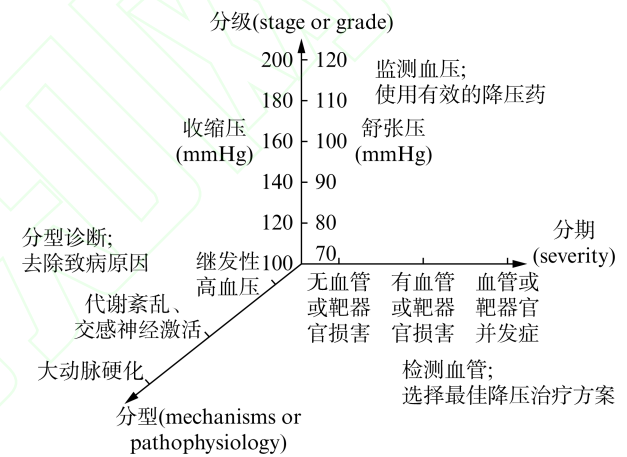 分级(stage or grade)
200 120
监测血压;
使用有效的降压药
180 110
收缩压
(mmHg)
160 100
舒张压
(mmHg)
140 90
120 80
100 70
分型诊断;
去除致病原因
继发性
高血压
代谢紊乱、
交感神经激活
大动脉硬化
分型(mechanisms or
pathophysiology)
分期
(severity)
无血管
或靶器
官损害
有血管
或靶器
官损害
血管或
靶器官
并发症
检测血管;
选择最佳降压治疗方案